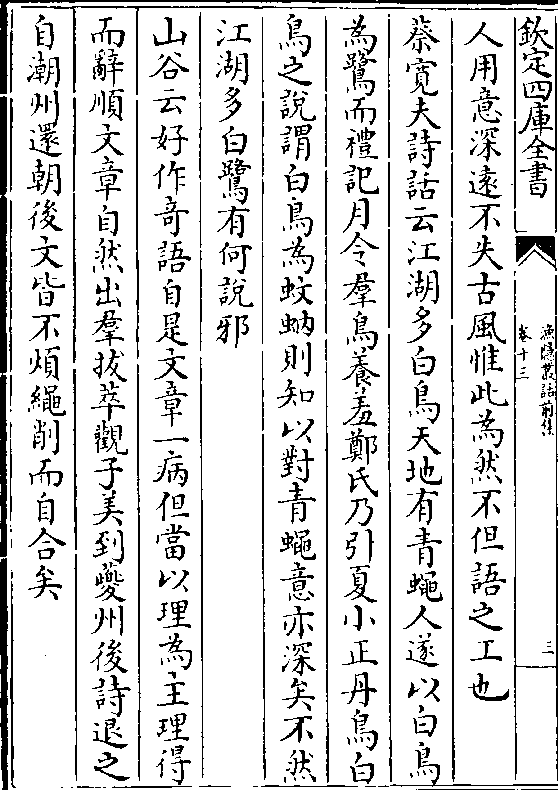 欽定四庫全書
漁隱叢話前集
卷十三
三
人用意深遠不失古風惟此為然不但語之工也
蔡寬夫詩話云江湖多白鳥天地有青蠅人遂以白鳥
為鷺而禮記月令羣鳥養羞鄭氏乃引夏小正丹鳥白
鳥之說謂白鳥為蚊蚋則知以對青蠅意亦深矣不然
江湖多白鷺有何說邪
山谷云好作奇語自是文章一病但當以理為主理得
而辭順文章自然出羣拔萃觀子美到夔州後詩退之
自潮州還朝後文皆不煩繩削而自合矣